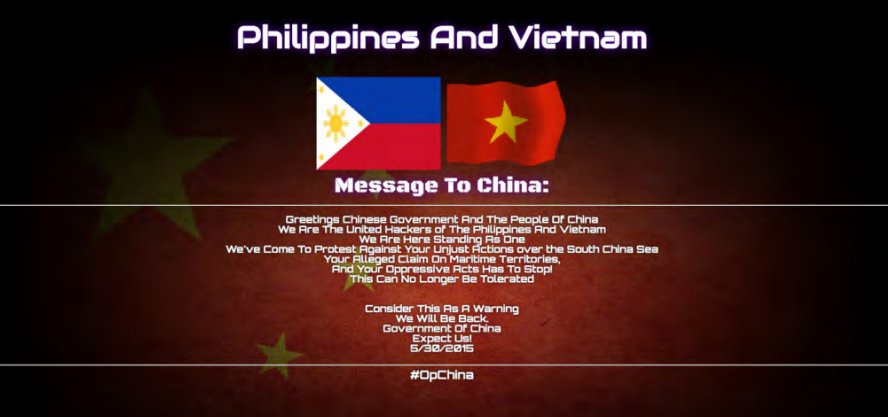 Philippines And Vietnam
Message To China:
Greetings Chinese Government And The People Of China
We Are The United Hackers of The Philippines And Vietnam
We Are Here Standing As One
We've Come To Protest Against Your Unjust Actions over the South China Sea
Your Alleged Claim On Maritime Territories,
And Your Oppressive Acts Has To Stop!
This Can No Longer Be Tolerated
Consider This As A Warning
We Will Be Back.
Government Of China
Expect Us!
5/30/2015
#OpChina